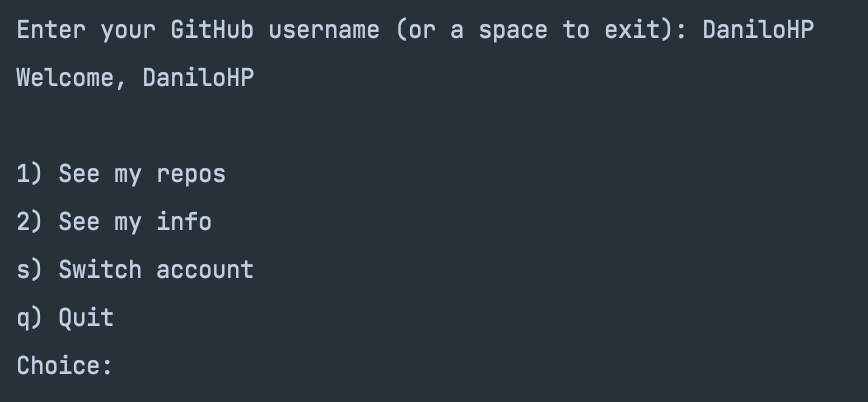 Enter your GitHub username (or a space to exit): DaniloHP
Welcome, DaniloHP
1) See my repos
2) See my info
s) Switch account
q) Quit
Choice: